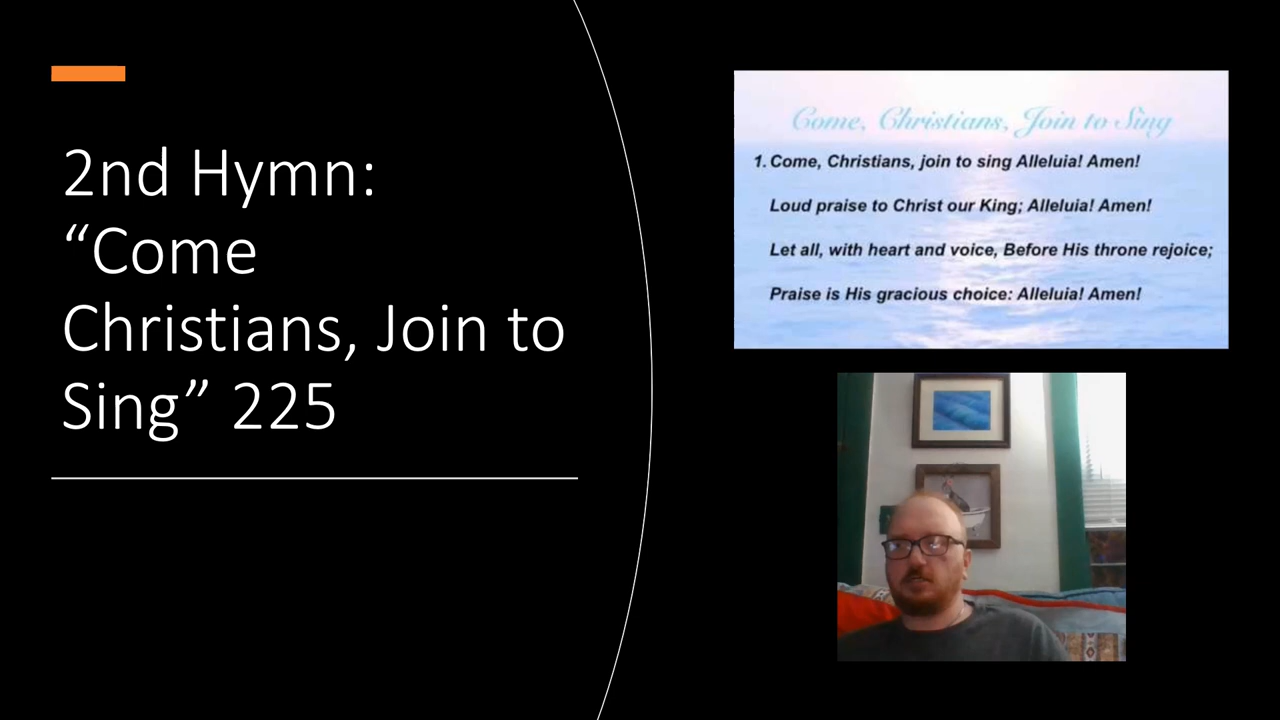 2nd Hymn:
“Come
Christians, Join to
Sing” 225
Come, Christians, Join to Sing
1. Come, Christians, join to sing Alleluia! Amen!
Loud praise to Christ our King; Alleluia! Amen!
Let all, with heart and voice, Before His throne rejoice;
Praise is His gracious choice: Alleluia! Amen!